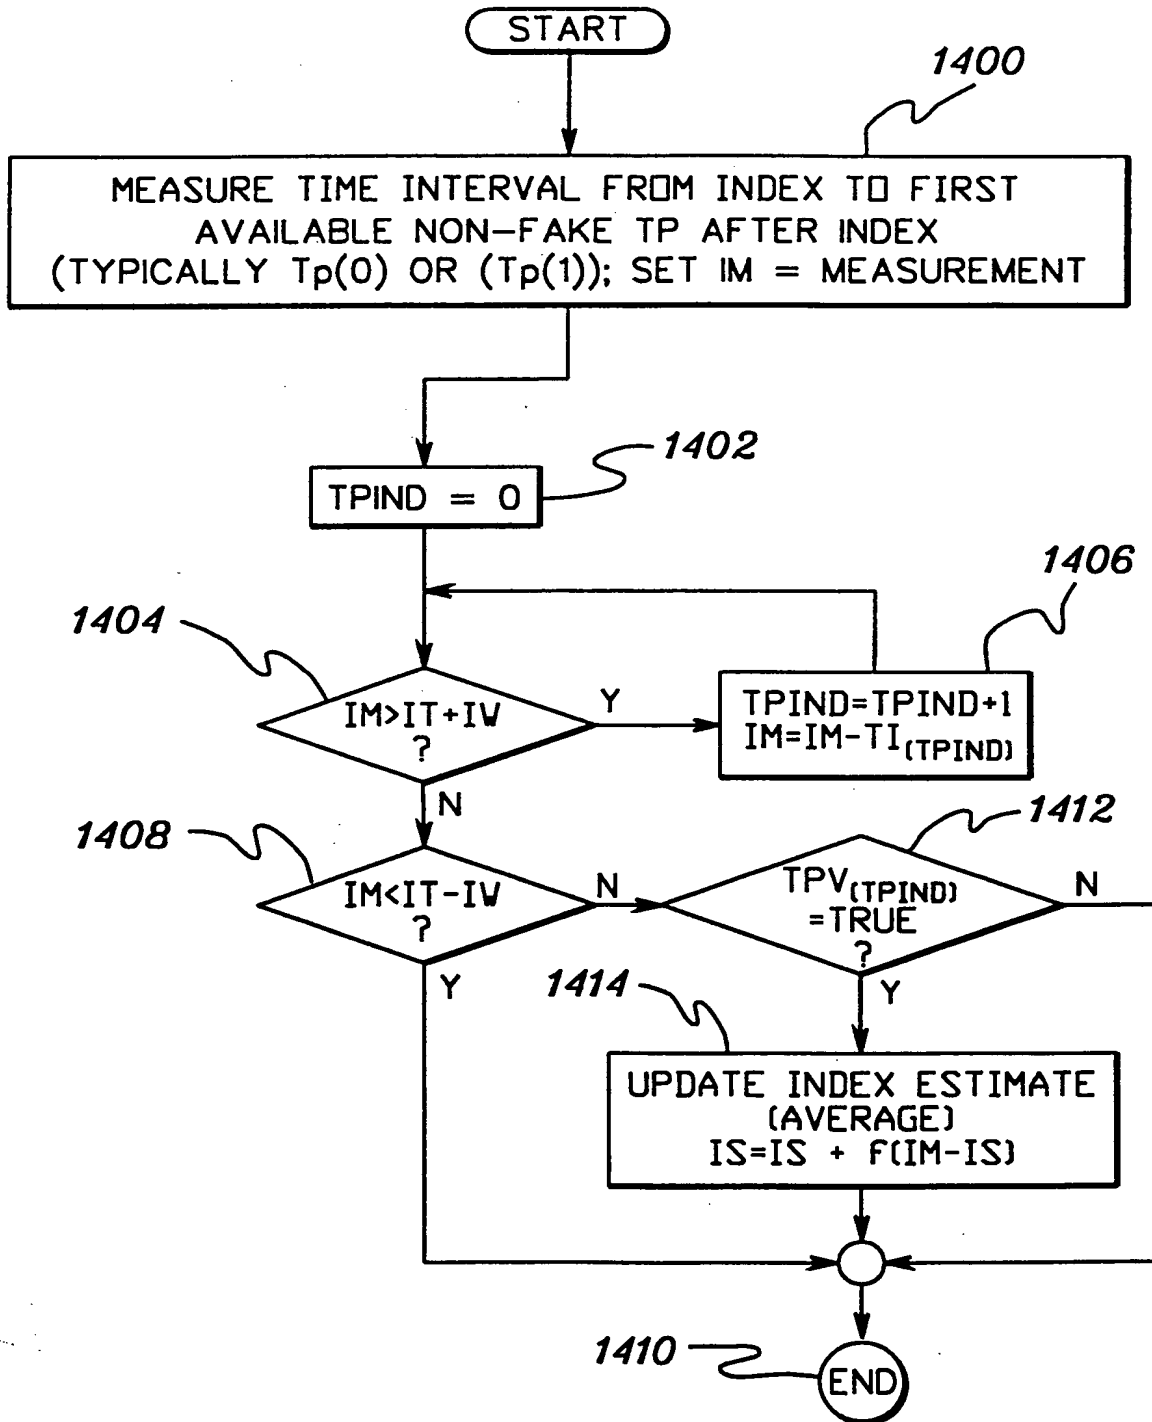 START
1400
MEASURE TIME INTERVAL FROM INDEX TO FIRST
AVAILABLE NON-FAKE TP AFTER INDEX
(TYPICALLY Tp(0) OR (Tp(1)); SET IM = MEASUREMENT
1402
TPIND = 0
1404
1406
IM>IT+IW
?
Y
TPIND=TPIND+1
IM=IM-TI(TPIND)
N
1408
1412
IM<IT-IW
?
N
TPV(TPIND)
=TRUE
?
N
Y
Y
1414
UPDATE INDEX ESTIMATE
(AVERAGE)
IS=IS + f(IM-IS)
1410
END